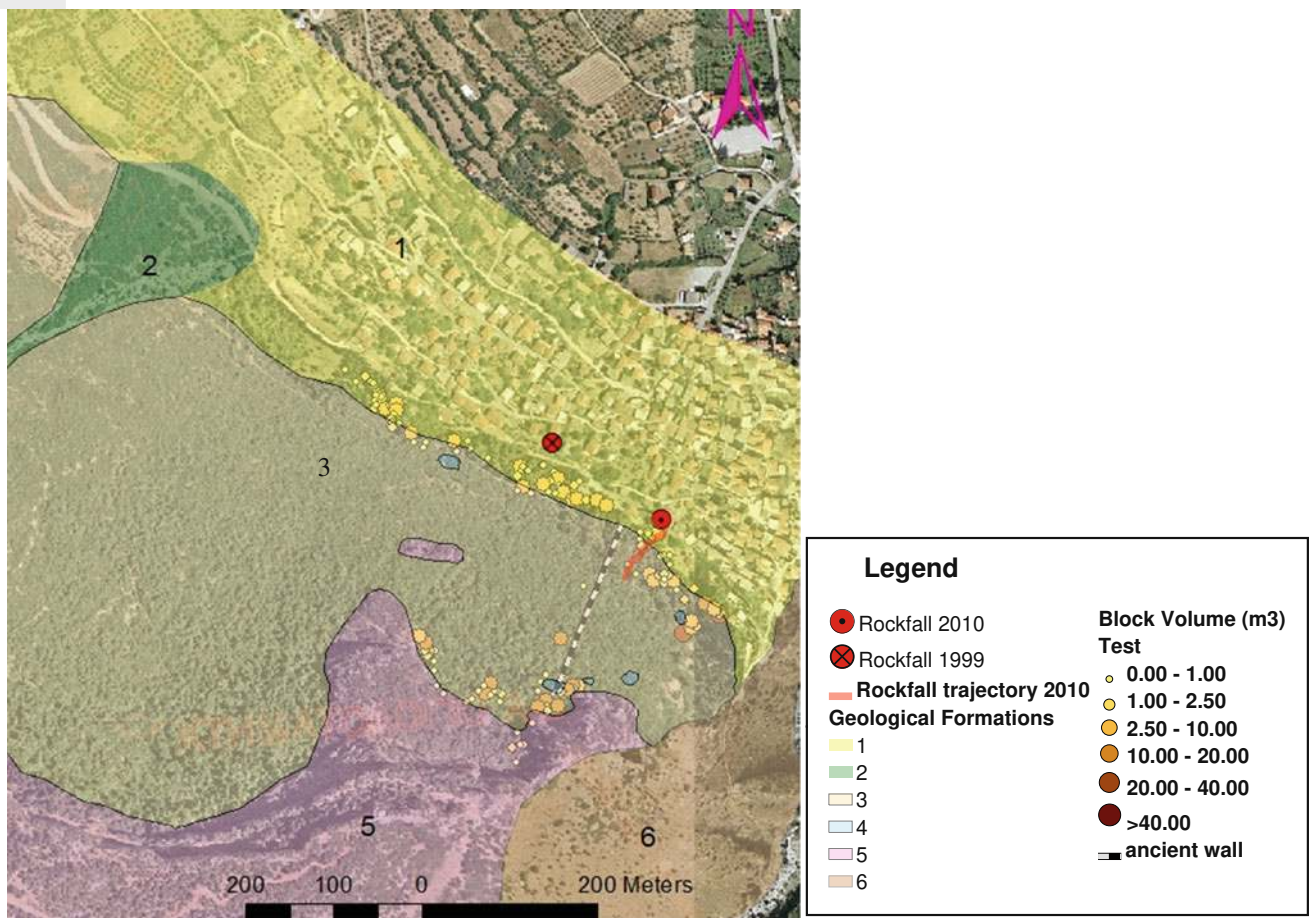 N
1
2
3
5
6
200 100 0 200 Meters
Legend
Rockfall 2010
Rockfall 1999
Rockfall trajectory 2010
Geological Formations
1
2
3
4
5
6
Block Volume (m3)
Test
0.00 - 1.00
1.00 - 2.50
2.50 - 10.00
10.00 - 20.00
20.00 - 40.00
>40.00
ancient wall